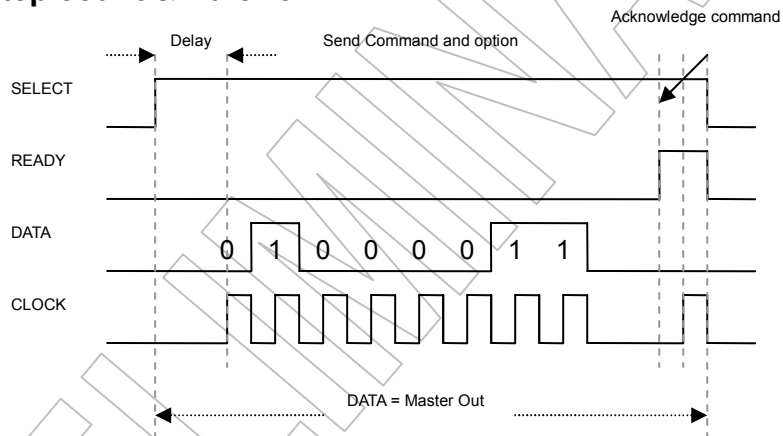 Acknowledge command
Delay
Send Command and option
SELECT
READY
DATA
0 1 0 0 0 0 1 1
CLOCK
DATA = Master Out